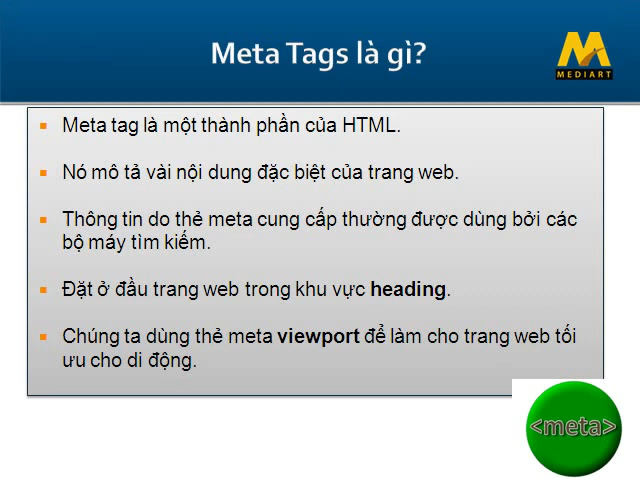 Meta Tags là gì?
MEDIART
Meta tag là một thành phần của HTML.
Nó mô tả vài nội dung đặc biệt của trang web.
Thông tin do thẻ meta cung cấp thường được dùng bởi các
bộ máy tìm kiếm.
Đặt ở đầu trang web trong khu vực heading.
Chúng ta dùng thẻ meta viewport để làm cho trang web tối
ưu cho di động.
<meta>